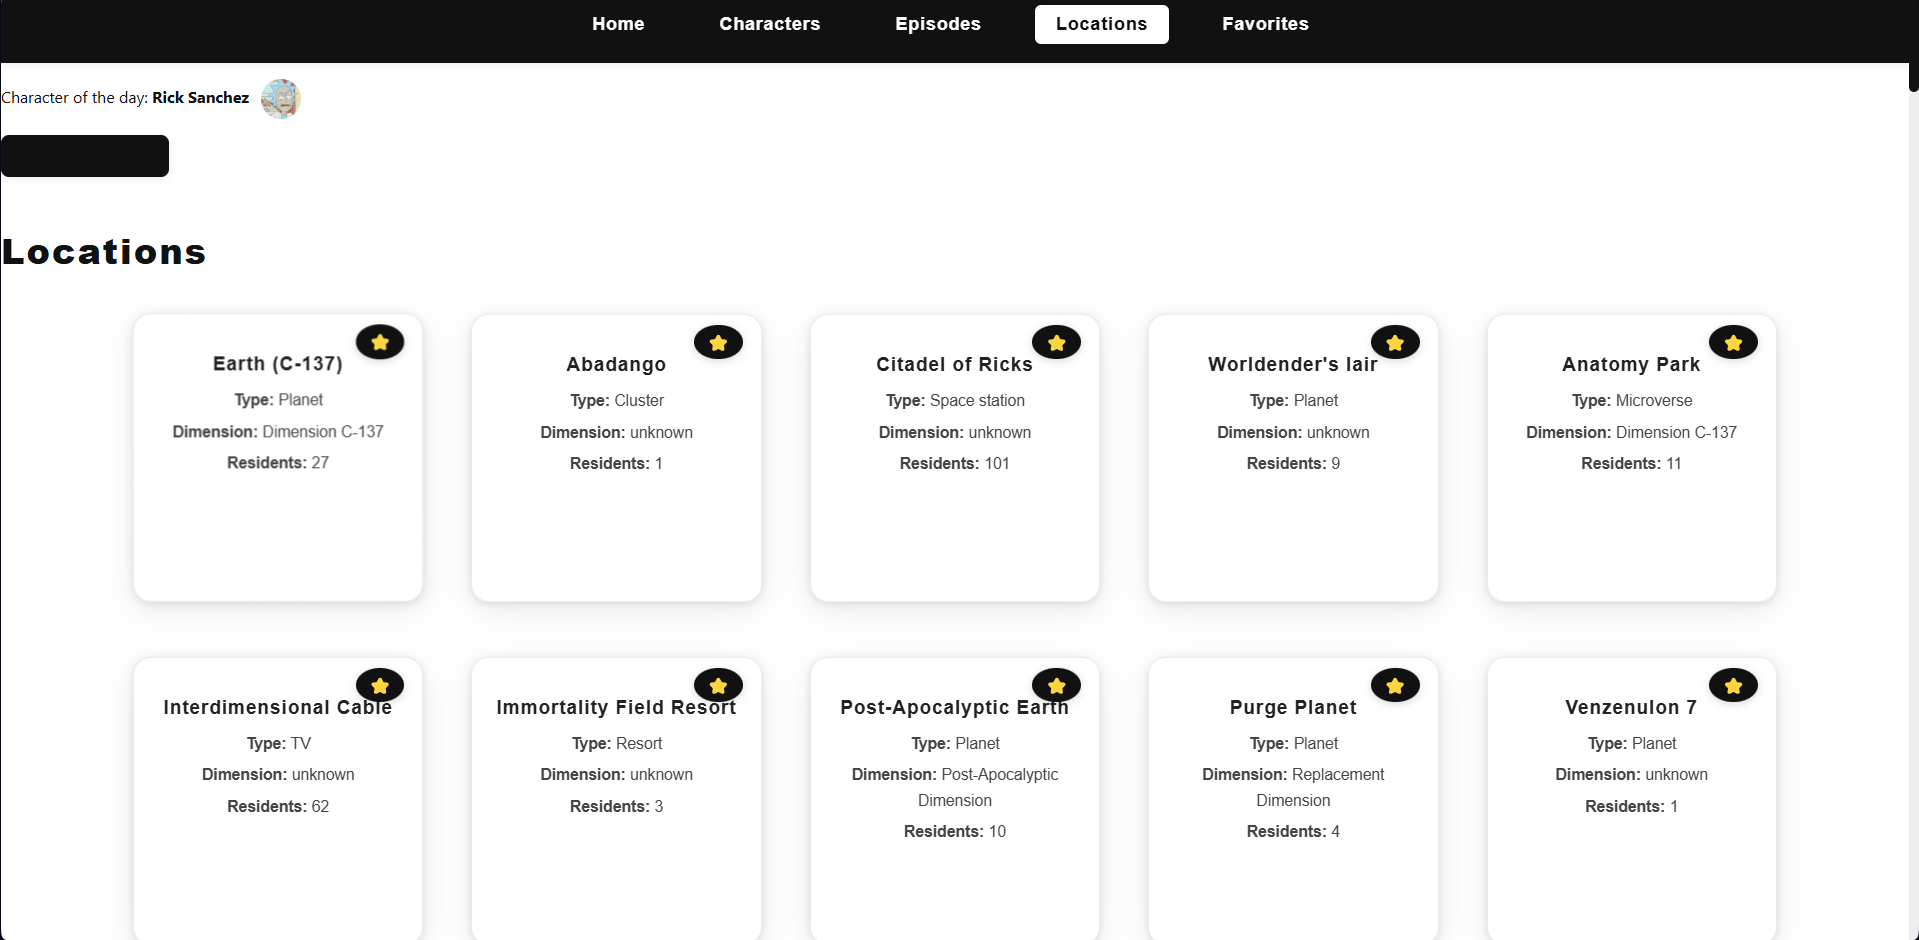 Home Characters Episodes Locations Favorites
Character of the day: Rick Sanchez
Locations
Earth (C-137)
Type: Planet
Dimension: Dimension C-137
Residents: 27
Abadango
Type: Cluster
Dimension: unknown
Residents: 1
Citadel of Ricks
Type: Space station
Dimension: unknown
Residents: 101
Worldender's lair
Type: Planet
Dimension: unknown
Residents: 9
Anatomy Park
Type: Microverse
Dimension: Dimension C-137
Residents: 11
Interdimensional Cable
Type: TV
Dimension: unknown
Residents: 62
Immortality Field Resort
Type: Resort
Dimension: unknown
Residents: 3
Post-Apocalyptic Earth
Type: Planet
Dimension: Post-Apocalyptic
Dimension
Residents: 10
Purge Planet
Type: Planet
Dimension: Replacement
Dimension
Residents: 4
Venzenulon 7
Type: Planet
Dimension: unknown
Residents: 1